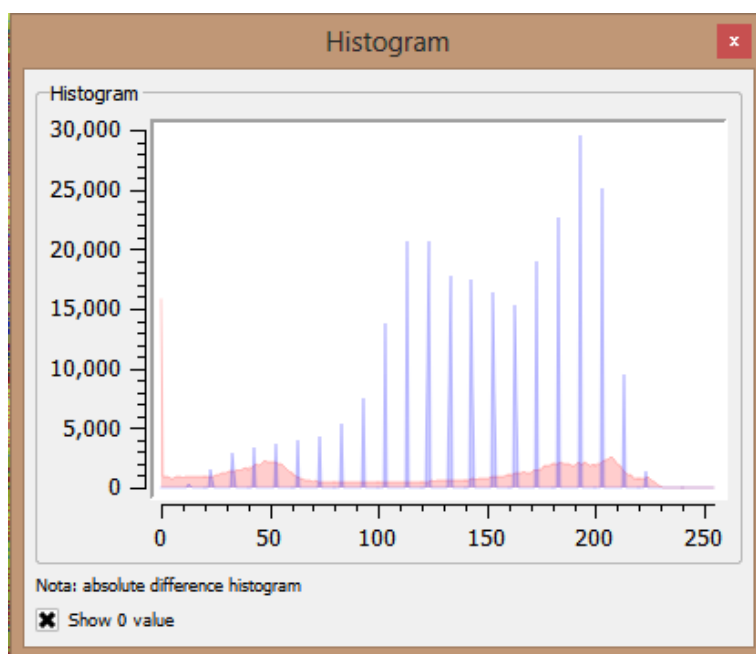 Histogram
x
Histogram
30,000
25,000
20,000
15,000
10,000
5,000
0
0 50 100 150 200 250
Nota: absolute difference histogram
Show 0 value